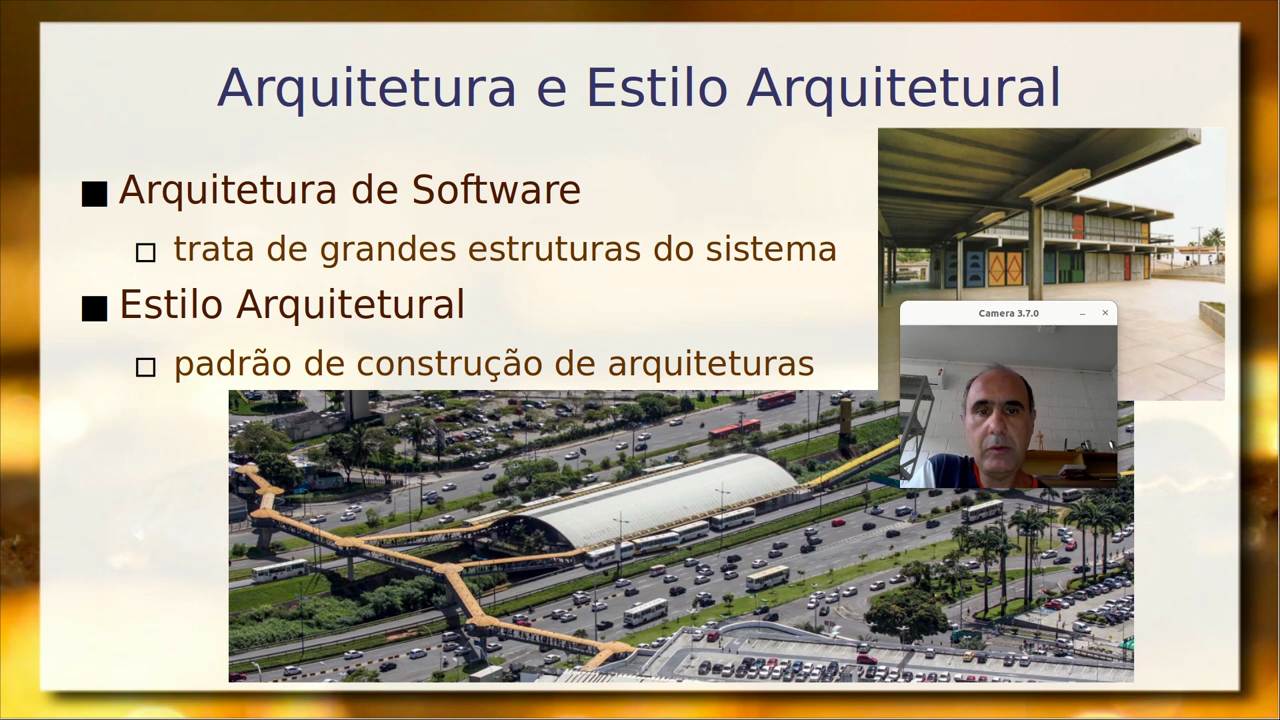 Arquitetura e Estilo Arquitetural
Arquitetura de Software
trata de grandes estruturas do sistema
Estilo Arquitetural
padrão de construção de arquiteturas
Camera 3.7.0